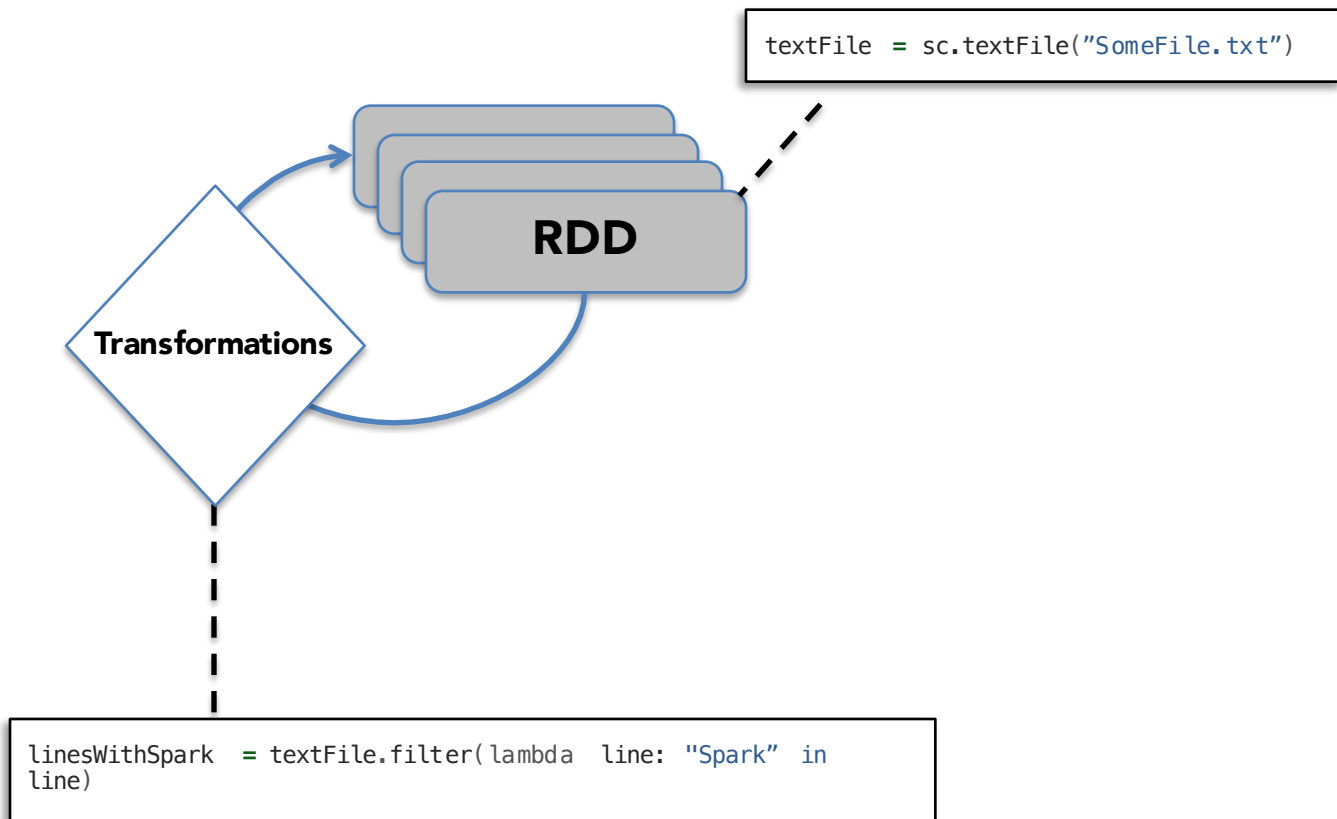 textFile = sc.textFile(”SomeFile.txt”)
RDD
Transformations
linesWithSpark = textFile.filter(lambda line: "Spark” in
line)